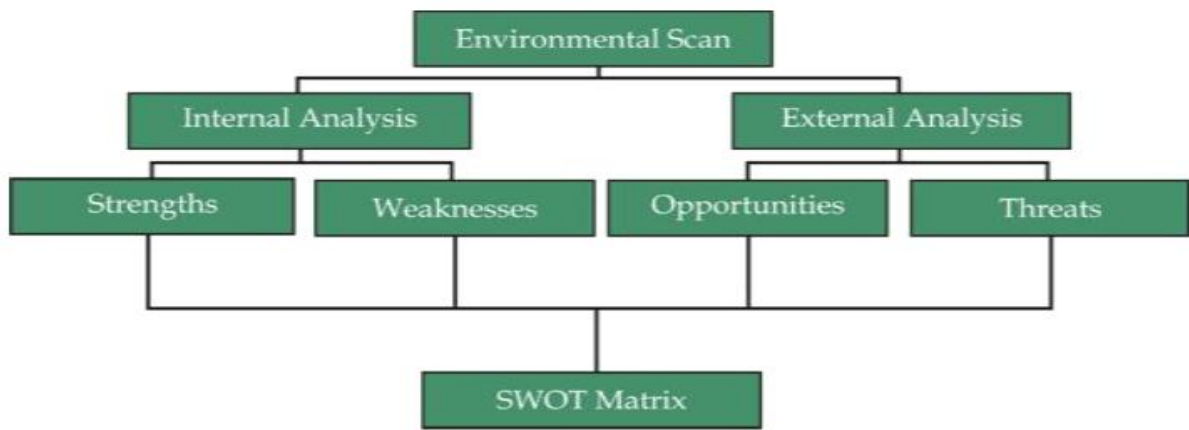 Environmental Scan
Internal Analysis
External Analysis
Strengths
Weaknesses
Opportunities
Threats
SWOT Matrix